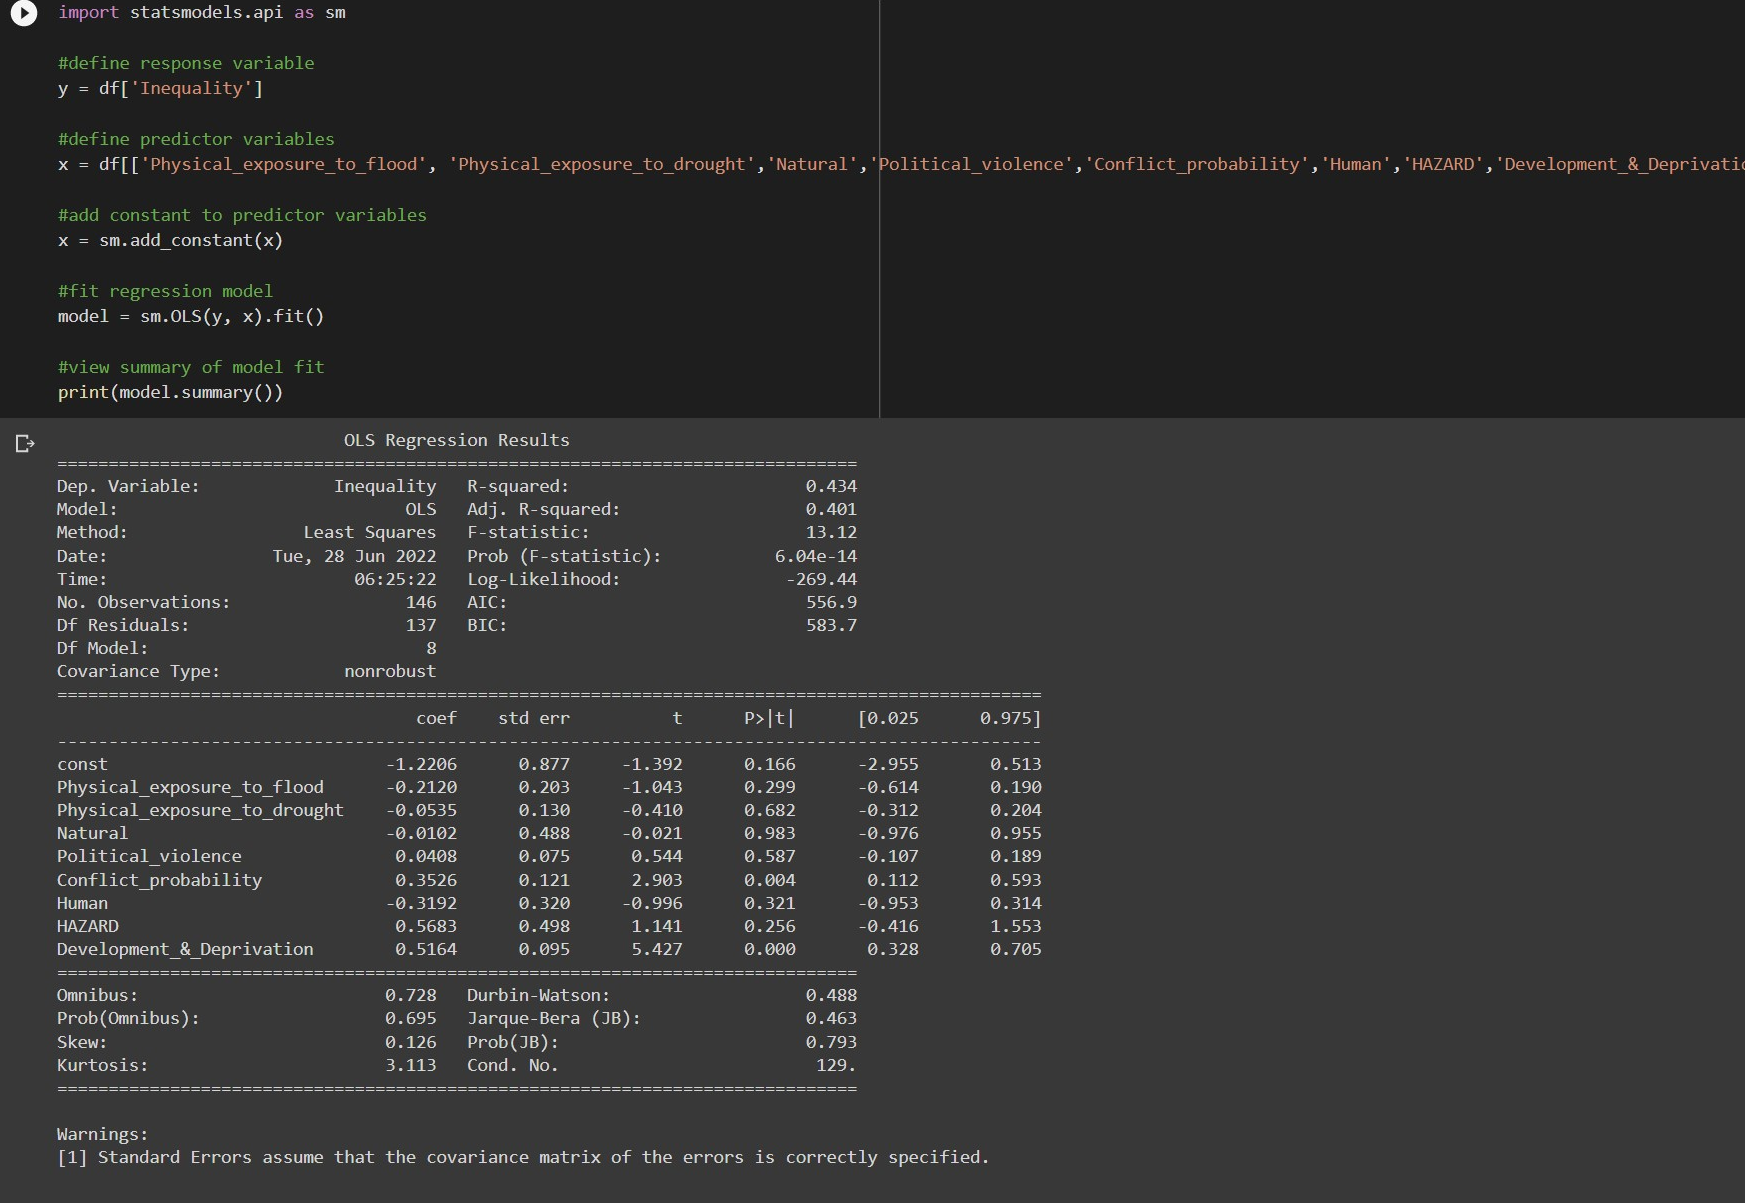 import statsmodels.api as sm
#define response variable
y = df['Inequality']
#define predictor variables
x = df[['Physical_exposure_to_flood', 'Physical_exposure_to_drought','Natural','Political_violence','Conflict_probability','Human','HAZARD','Development_&_Deprivatio
#add constant to predictor variables
x = sm.add_constant(x)
#fit regression model
model = sm.OLS(y, x).fit()
#view summary of model fit
print(model.summary())
OLS Regression Results
==============================================================================
Dep. Variable: Inequality R-squared: 0.434
Model: OLS Adj. R-squared: 0.401
Method: Least Squares F-statistic: 13.12
Date: Tue, 28 Jun 2022 Prob (F-statistic): 6.04e-14
Time: 06:25:22 Log-Likelihood: -269.44
No. Observations: 146 AIC: 556.9
Df Residuals: 137 BIC: 583.7
Df Model: 8
Covariance Type: nonrobust
================================================================================================
coef std err t P>|t| [0.025 0.975]
------------------------------------------------------------------------------------------------
const -1.2206 0.877 -1.392 0.166 -2.955 0.513
Physical_exposure_to_flood -0.2120 0.203 -1.043 0.299 -0.614 0.190
Physical_exposure_to_drought -0.0535 0.130 -0.410 0.682 -0.312 0.204
Natural -0.0102 0.488 -0.021 0.983 -0.976 0.955
Political_violence 0.0408 0.075 0.544 0.587 -0.107 0.189
Conflict_probability 0.3526 0.121 2.903 0.004 0.112 0.593
Human -0.3192 0.320 -0.996 0.321 -0.953 0.314
HAZARD 0.5683 0.498 1.141 0.256 -0.416 1.553
Development_&_Deprivation 0.5164 0.095 5.427 0.000 0.328 0.705
==============================================================================
Omnibus: 0.728 Durbin-Watson: 0.488
Prob(Omnibus): 0.695 Jarque-Bera (JB): 0.463
Skew: 0.126 Prob(JB): 0.793
Kurtosis: 3.113 Cond. No. 129.
==============================================================================
Warnings:
[1] Standard Errors assume that the covariance matrix of the errors is correctly specified.